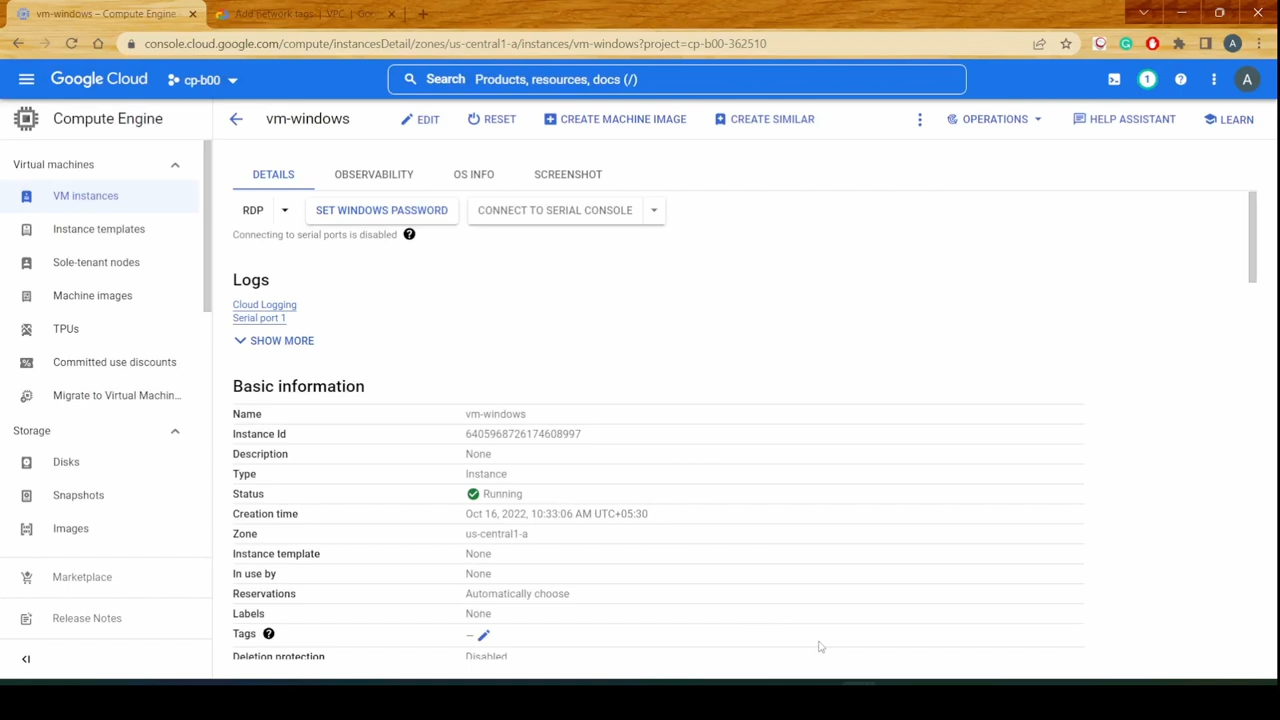 vm-windows – Compute Engine
Add network tags | VPC | Goo
console.cloud.google.com/compute/instancesDetail/zones/us-central1-a/instances/vm-windows?project=cp-b00-362510
A
Google Cloud
cp-b00
Search Products, resources, docs (/)
1
A
Compute Engine
vm-windows
EDIT
RESET
CREATE MACHINE IMAGE
CREATE SIMILAR
OPERATIONS
HELP ASSISTANT
LEARN
Virtual machines
VM instances
Instance templates
Sole-tenant nodes
Machine images
TPUs
Committed use discounts
Migrate to Virtual Machin...
Storage
Disks
Snapshots
Images
Marketplace
Release Notes
DETAILS
OBSERVABILITY
OS INFO
SCREENSHOT
RDP
SET WINDOWS PASSWORD
CONNECT TO SERIAL CONSOLE
Connecting to serial ports is disabled
Logs
Cloud Logging
Serial port 1
SHOW MORE
Basic information
Name vm-windows
Instance Id 6405968726174608997
Description None
Type Instance
Status Running
Creation time Oct 16, 2022, 10:33:06 AM UTC+05:30
Zone us-central1-a
Instance template None
In use by None
Reservations Automatically choose
Labels None
Tags –
Deletion protection Disabled